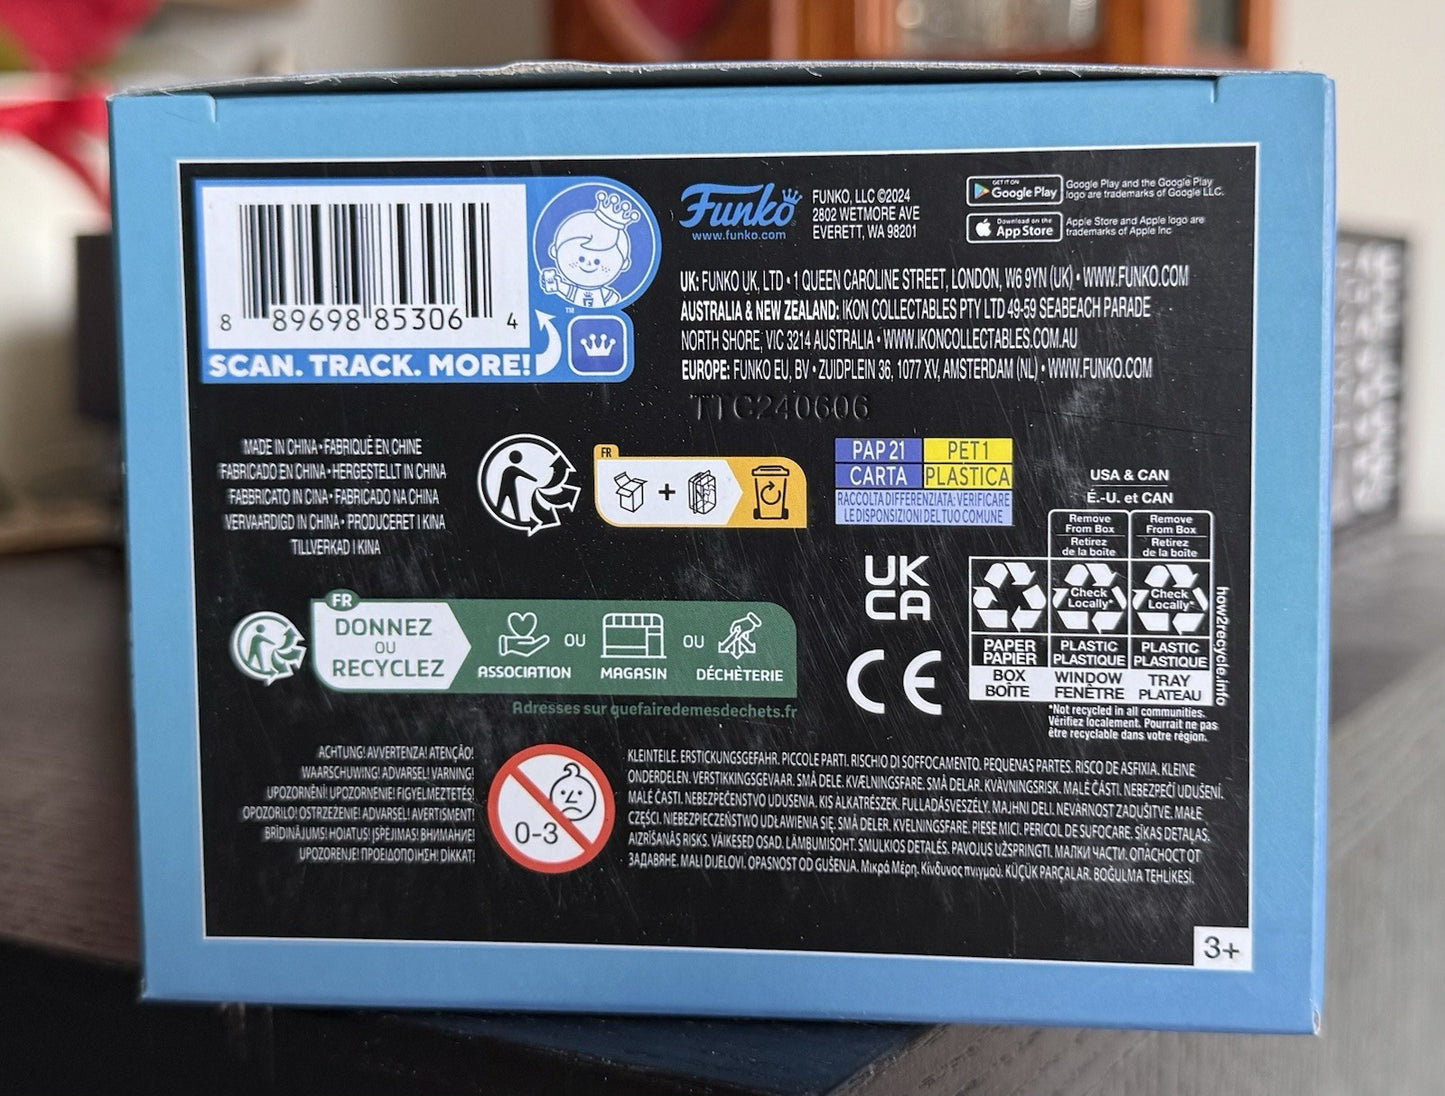 8 89698 85306 4
SCAN. TRACK. MORE!
TM
Funko
www.funko.com
FUNKO, LLC ©2024
2802 WETMORE AVE
EVERETT, WA 98201
GET IT ON
Google Play
Google Play and the Google Play
logo are trademarks of Google LLC.
Download on the
App Store
Apple Store and Apple logo are
trademarks of Apple Inc
UK: FUNKO UK, LTD • 1 QUEEN CAROLINE STREET, LONDON, W6 9YN (UK) • WWW.FUNKO.COM
AUSTRALIA & NEW ZEALAND: IKON COLLECTABLES PTY LTD 49-59 SEABEACH PARADE
NORTH SHORE, VIC 3214 AUSTRALIA • WWW.IKONCOLLECTABLES.COM.AU
EUROPE: FUNKO EU, BV • ZUIDPLEIN 36, 1077 XV, AMSTERDAM (NL) • WWW.FUNKO.COM
TTC240606
MADE IN CHINA • FABRIQUÉ EN CHINE
FABRICADO EN CHINA • HERGESTELLT IN CHINA
FABBRICATO IN CINA • FABRICADO NA CHINA
VERVAARDIGD IN CHINA • PRODUCERET I KINA
TILLVERKAD I KINA
FR
+
PAP 21
PET 1
CARTA
PLASTICA
RACCOLTA DIFFERENZIATA: VERIFICARE
LE DISPOSIZIONI DEL TUO COMUNE
USA & CAN
É.-U. et CAN
Remove
From Box
Retirez
de la boîte
Remove
From Box
Retirez
de la boîte
Check
Locally*
Check
Locally*
PAPER
PAPIER
PLASTIC
PLASTIQUE
PLASTIC
PLASTIQUE
BOX
BOÎTE
WINDOW
FENÊTRE
TRAY
PLATEAU
how2recycle.info
*Not recycled in all communities.
Vérifiez localement. Pourrait ne pas
être recyclable dans votre région.
UK
CA
CE
FR
DONNEZ
OU
RECYCLEZ
ASSOCIATION
OU
MAGASIN
OU
DÉCHÈTERIE
Adresses sur quefairedemesdechets.fr
ACHTUNG! AVVERTENZA! ATENÇÃO!
WAARSCHUWING! ADVARSEL! VARNING!
UPOZORNĚNÍ! UPOZORNENIE! FIGYELMEZTETÉS!
OPOZORILO! OSTRZEŻENIE! ADVARSEL! AVERTISMENT!
BRĪDINĀJUMS! HOIATUS! ĮSPĖJIMAS! ВНИМАНИЕ!
UPOZORENJE! ΠΡΟΕΙΔΟΠΟΙΗΣΗ! DİKKAT!
0-3
KLEINTEILE. ERSTICKUNGSGEFAHR. PICCOLE PARTI. RISCHIO DI SOFFOCAMENTO. PEQUENAS PARTES. RISCO DE ASFIXIA. KLEINE
ONDERDELEN. VERSTIKKINGSGEVAAR. SMÅ DELE. KVÆLNINGSFARE. SMÅ DELAR. KVÄVNINGSRISK. MALÉ ČÁSTI. NEBEZPEČÍ UDUŠENÍ.
MALÉ ČASTI. NEBEZPEČENSTVO UDUSENIA. KIS ALKATRÉSZEK. FULLADÁSVESZÉLY. MAJHNI DELI. NEVARNOST ZADUŠITVE. MAŁE
CZĘŚCI. NIEBEZPIECZEŃSTWO UDŁAWIENIA SIĘ. SMÅ DELER. KVELNINGSFARE. PIESE MICI. PERICOL DE SUFOCARE. SĪKAS DETAĻAS.
AIZRĪŠANĀS RISKS. VÄIKESED OSAD. LÄMBUMISOHT. SMULKIOS DETALĖS. PAVOJUS UŽSPRINGTI. МАЛКИ ЧАСТИ. ОПАСНОСТ ОТ
ЗАДАВЯНЕ. MALI DIJELOVI. OPASNOST OD GUŠENJA. Μικρά Μέρη. Κίνδυνος πνιγμού. KÜÇÜK PARÇALAR. BOĞULMA TEHLİKESİ.
3+